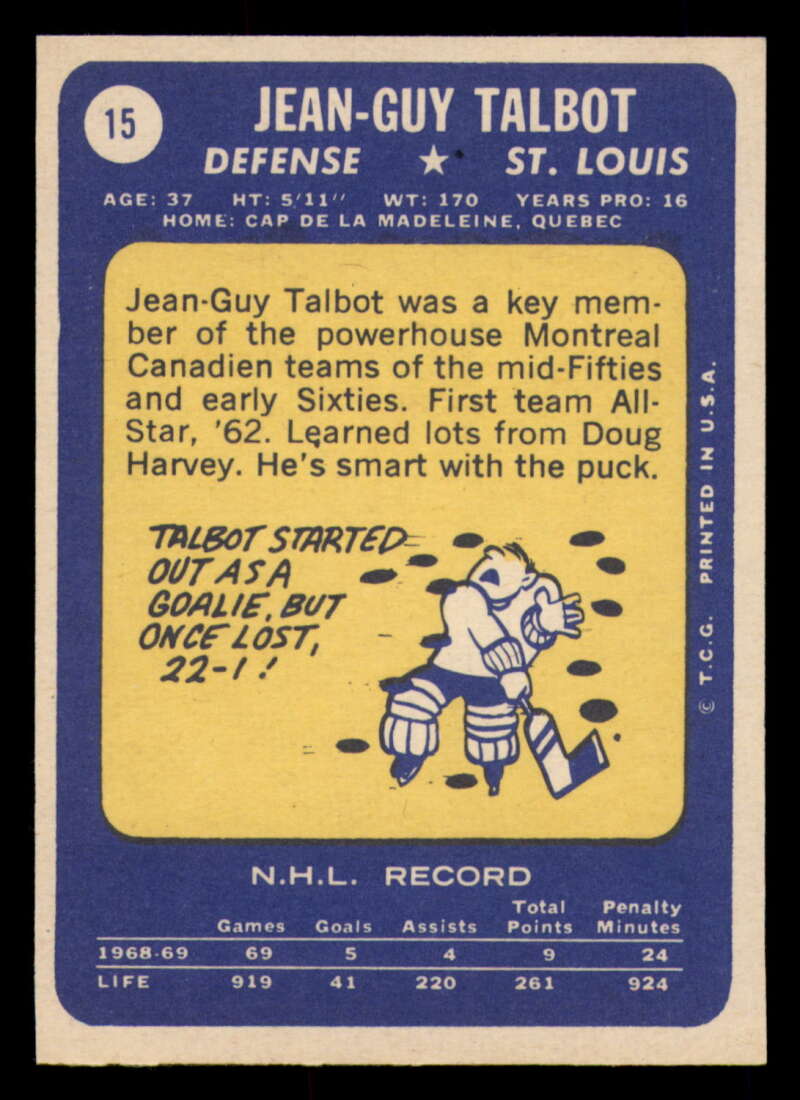 15
JEAN-GUY TALBOT
DEFENSE ★ ST. LOUIS
AGE: 37 HT: 5'11" WT: 170 YEARS PRO: 16
HOME: CAP DE LA MADELEINE, QUEBEC
Jean-Guy Talbot was a key mem-
ber of the powerhouse Montreal
Canadien teams of the mid-Fifties
and early Sixties. First team All-
Star, '62. Learned lots from Doug
Harvey. He's smart with the puck.
TALBOT STARTED
OUT AS A
GOALIE, BUT
ONCE LOST,
22-1!
© T.C.G. PRINTED IN U.S.A.
N.H.L. RECORD
Games Goals Assists Total Points Penalty Minutes
1968-69 69 5 4 9 24
LIFE 919 41 220 261 924